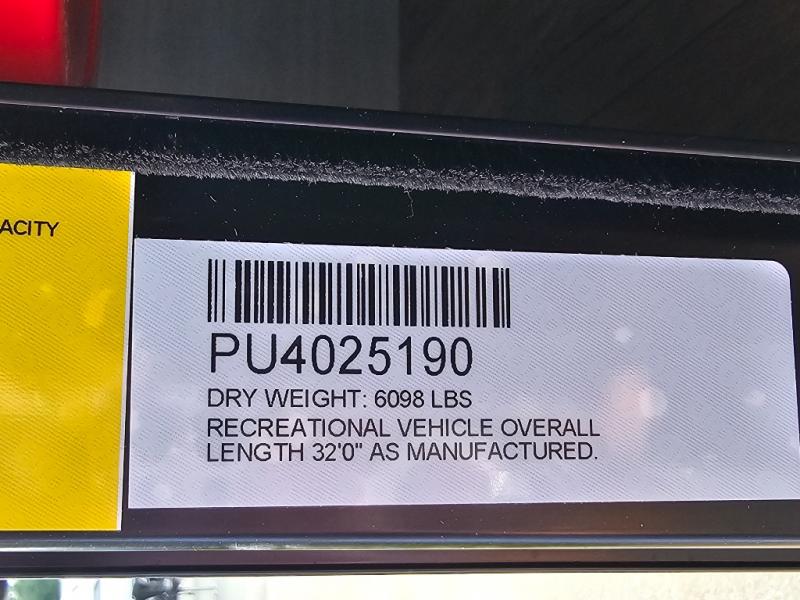 ACITY
PU4025190
DRY WEIGHT: 6098 LBS
RECREATIONAL VEHICLE OVERALL
LENGTH 32'0" AS MANUFACTURED.